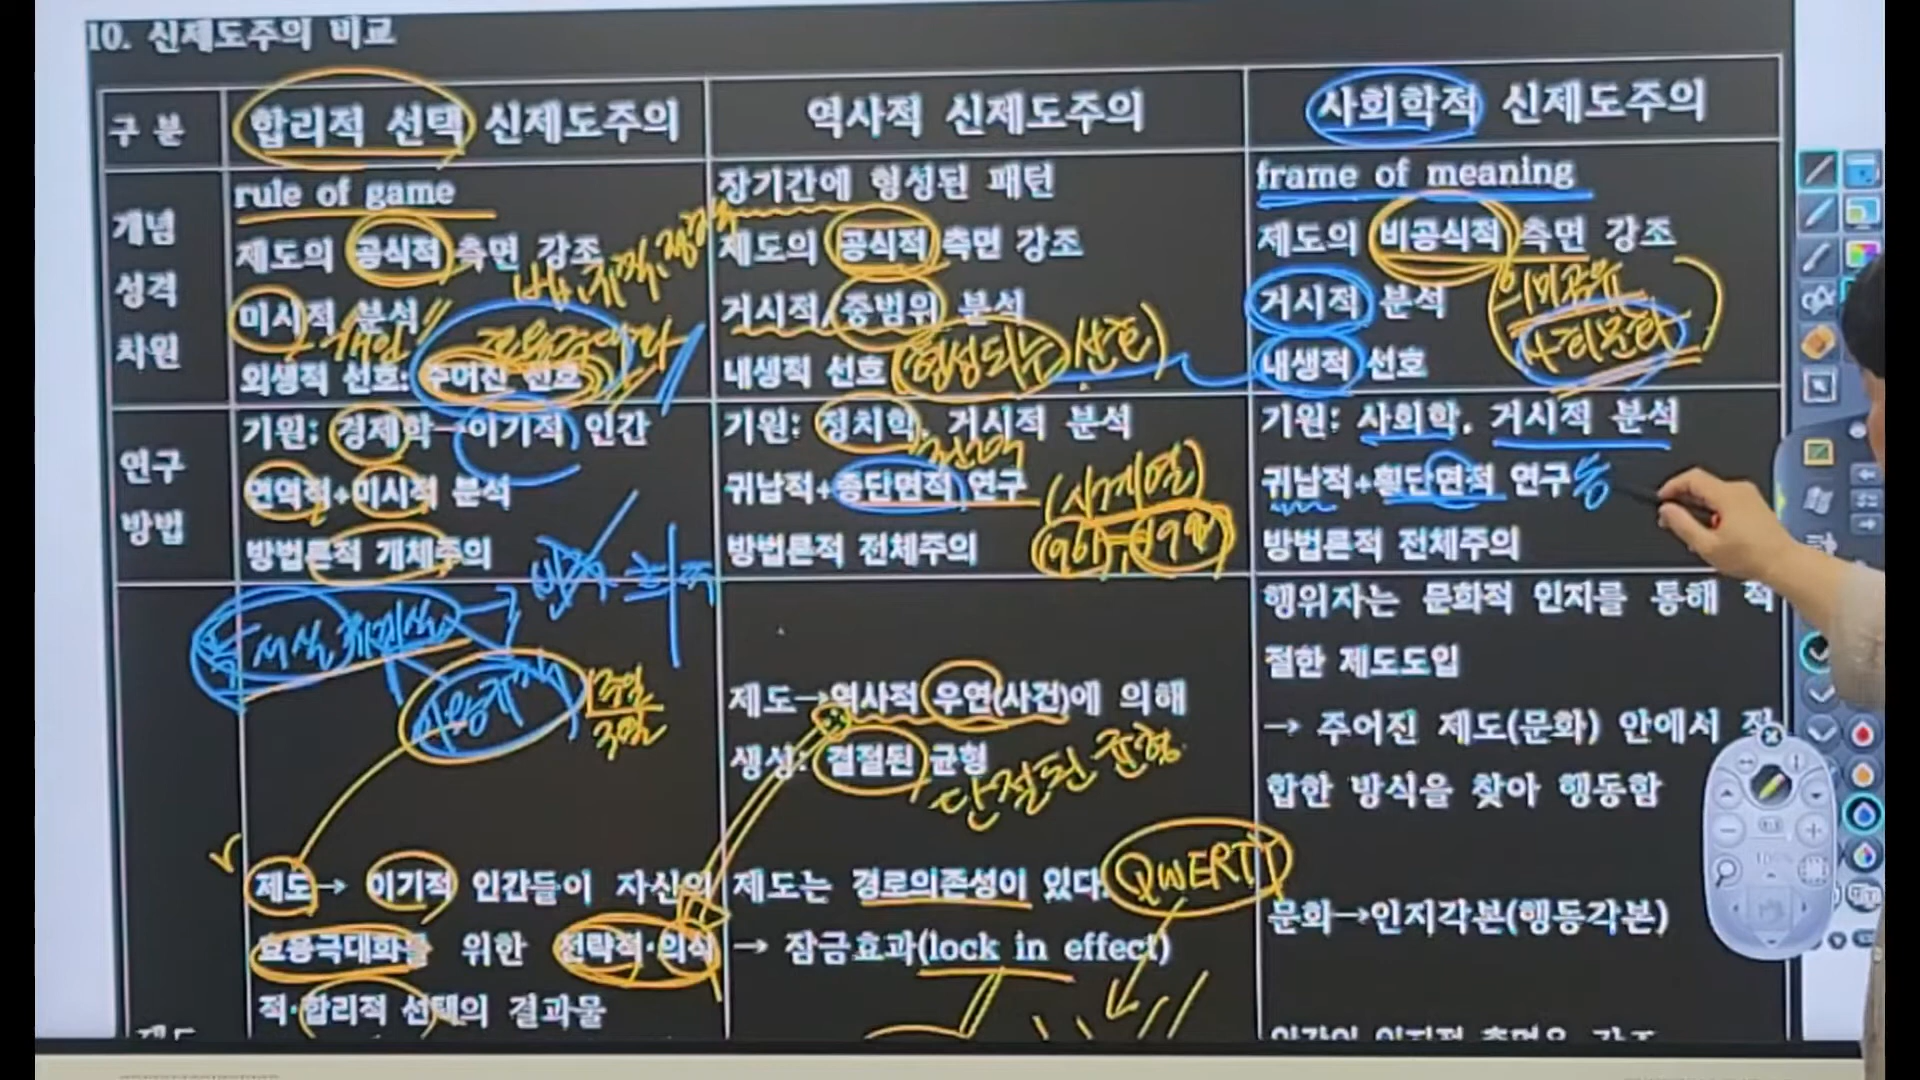 10. 신제도주의 비교
구 분
합리적 선택 신제도주의
역사적 신제도주의
사회학적 신제도주의
개념
성격
차원
rule of game
제도의 공식적 측면 강조
미시적 분석
"개인"
외생적 선호: 주어진 선호
장기간에 형성된 패턴
제도의 공식적 측면 강조
거시적, 중범위 분석
내생적 선호 (형성되는 선호)
frame of meaning
제도의 비공식적 측면 강조
의미공유
사회문화
거시적 분석
내생적 선호
연구
방법
기원: 경제학→이기적 인간
연역적+미시적 분석
방법론적 개체주의
기원: 정치학, 거시적 분석
귀납적+종단면적 연구
(시계열)
1961 - 1991
방법론적 전체주의
기원: 사회학, 거시적 분석
귀납적+횡단면적 연구
방법론적 전체주의
제도→ 이기적 인간들이 자신의
효용극대화를 위한 전략적·의식
적·합리적 선택의 결과물
제도→역사적 우연(사건)에 의해
생성: 결절된 균형
단절된 균형
제도는 경로의존성이 있다.
QWERTY
→ 잠금효과(lock in effect)
행위자는 문화적 인지를 통해 적
절한 제도도입
→ 주어진 제도(문화) 안에서 적
합한 방식을 찾아 행동함
문화→인지각본(행동각본)